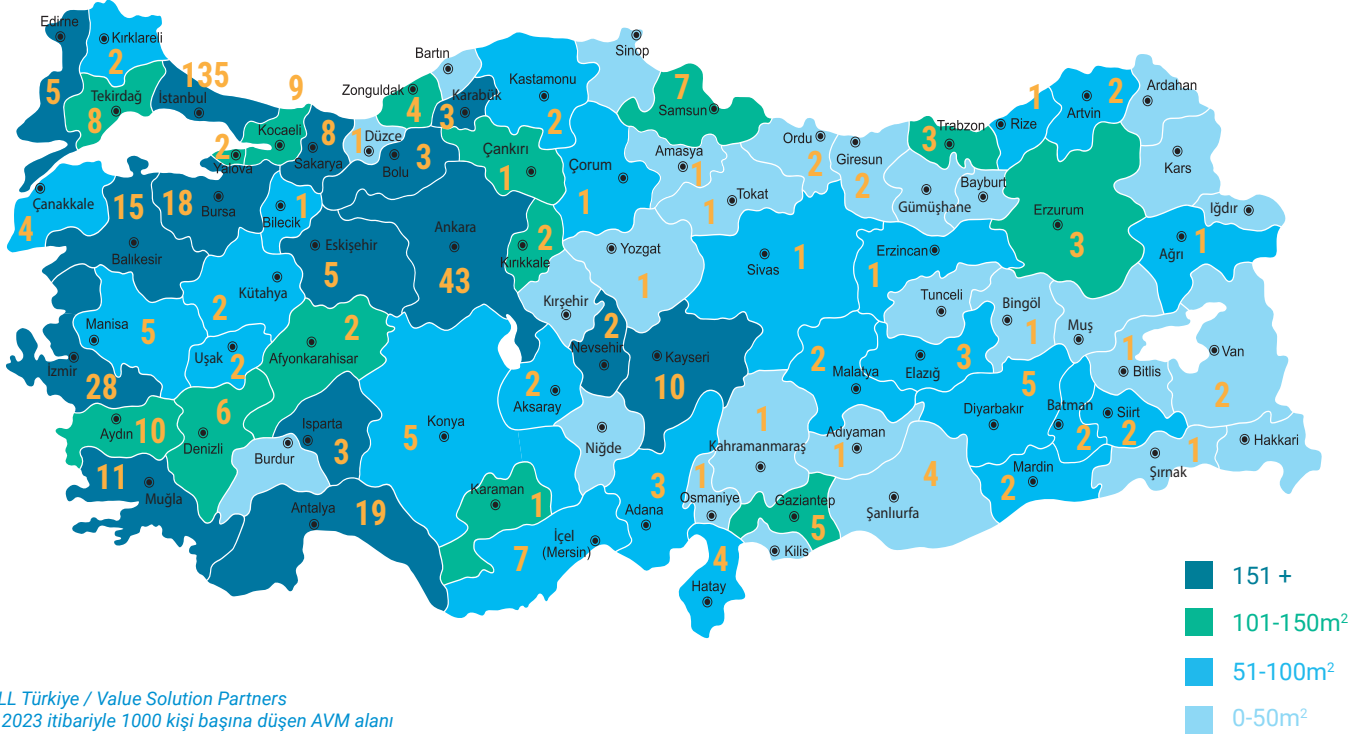 Edirne
5
Kırklareli
2
Tekirdağ
8
135
İstanbul
9
Kocaeli
2
Yalova
8
Sakarya
1
Düzce
3
Bolu
Zonguldak
4
Bartın
Karabük
3
Kastamonu
2
Sinop
7
Samsun
Çankırı
1
Çorum
1
Amasya
1
Tokat
1
Ordu
2
Giresun
2
3
Trabzon
Gümüşhane
Bayburt
1
Rize
Artvin
2
Ardahan
Kars
Iğdır
Ağrı
1
Erzurum
3
Erzincan
1
Sivas
1
Yozgat
1
2
Kırıkkale
Ankara
43
Eskişehir
5
Bilecik
1
18
Bursa
15
Balıkesir
Çanakkale
4
Kütahya
2
Manisa
5
Uşak
2
Afyonkarahisar
2
İzmir
28
Aydın
10
6
Denizli
11
Muğla
Burdur
Isparta
3
Antalya
19
5
Konya
Karaman
1
2
Aksaray
Kırşehir
2
Nevşehir
Kayseri
10
Niğde
Adana
3
İçel
(Mersin)
7
4
Hatay
1
Osmaniye
1
Kahramanmaraş
Gaziantep
5
Kilis
Adıyaman
1
2
Malatya
Elazığ
3
Tunceli
Bingöl
1
Muş
1
Bitlis
Van
2
Hakkari
1
Şırnak
Siirt
2
Batman
2
5
Diyarbakır
Mardin
2
4
Şanlıurfa
151 +
101-150m²
51-100m²
0-50m²
LL Türkiye / Value Solution Partners
2023 itibariyle 1000 kişi başına düşen AVM alanı